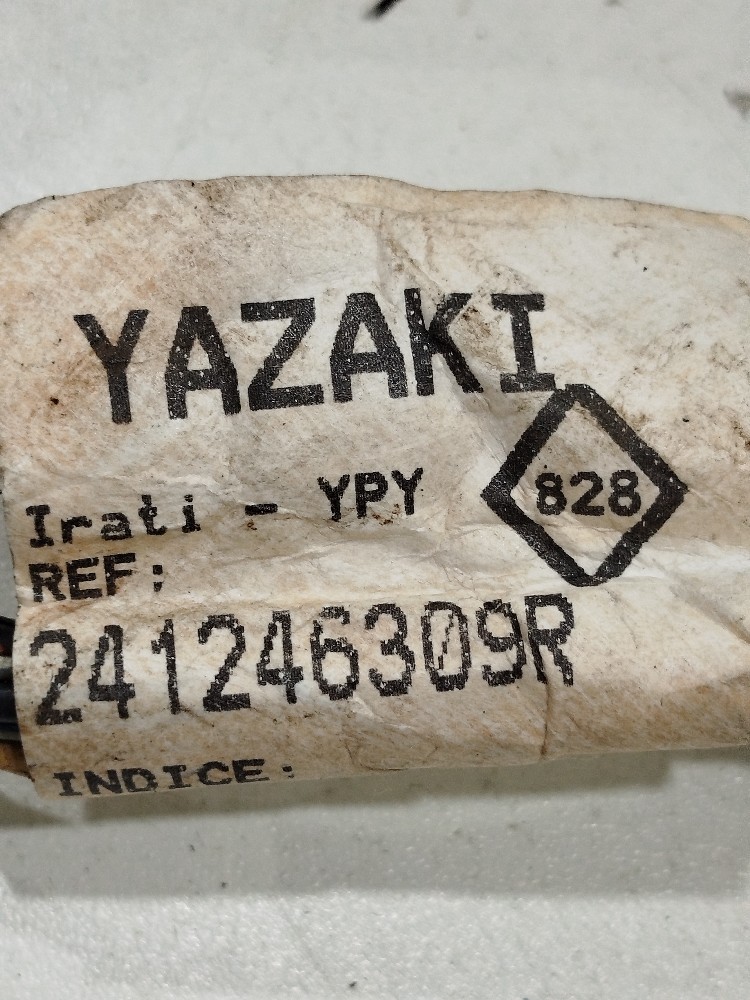 YAZAKI
828
Irati - YPY
REF:
241246309R
INDICE: